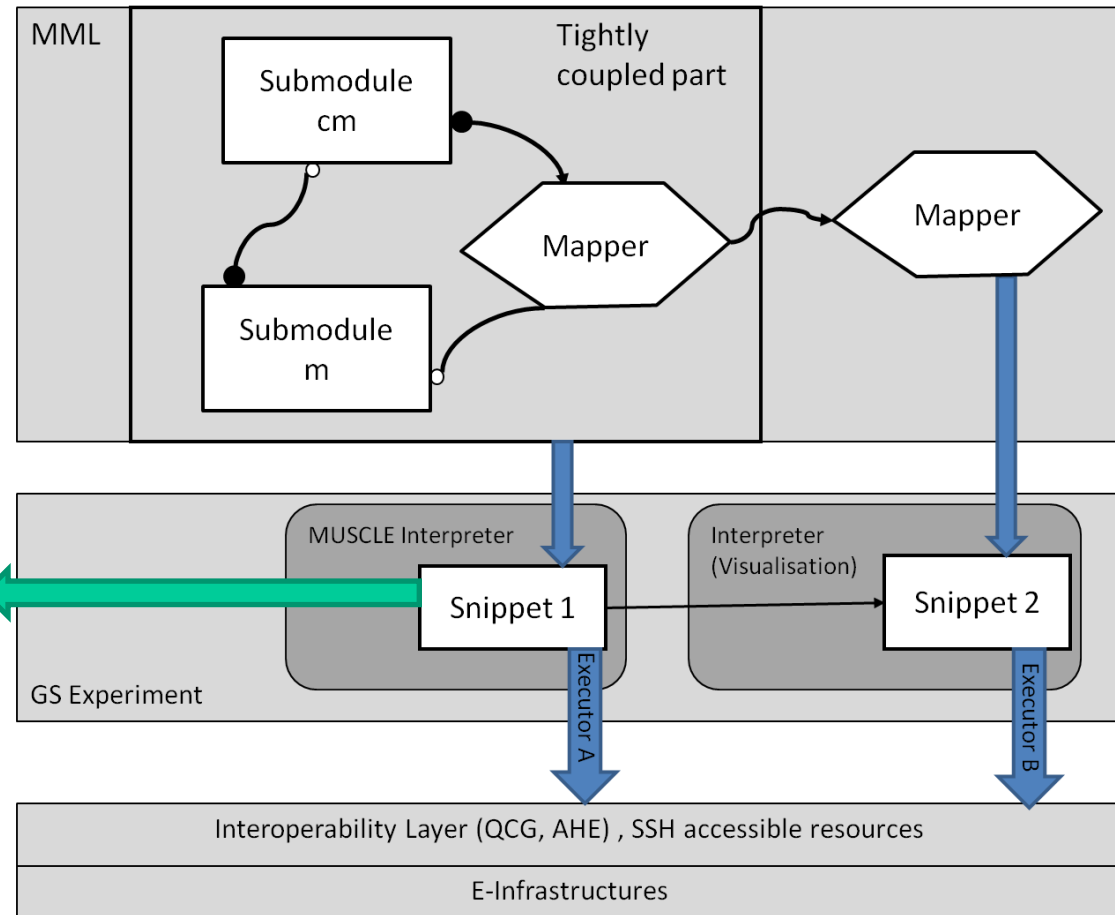 MML
Tightly
coupled part
Submodule
cm
Mapper
Mapper
Submodule
m
MUSCLE Interpreter
Interpreter
(Visualisation)
Snippet 1
Snippet 2
Executor A
Executor B
GS Experiment
Interoperability Layer (QCG, AHE) , SSH accessible resources
E-Infrastructures